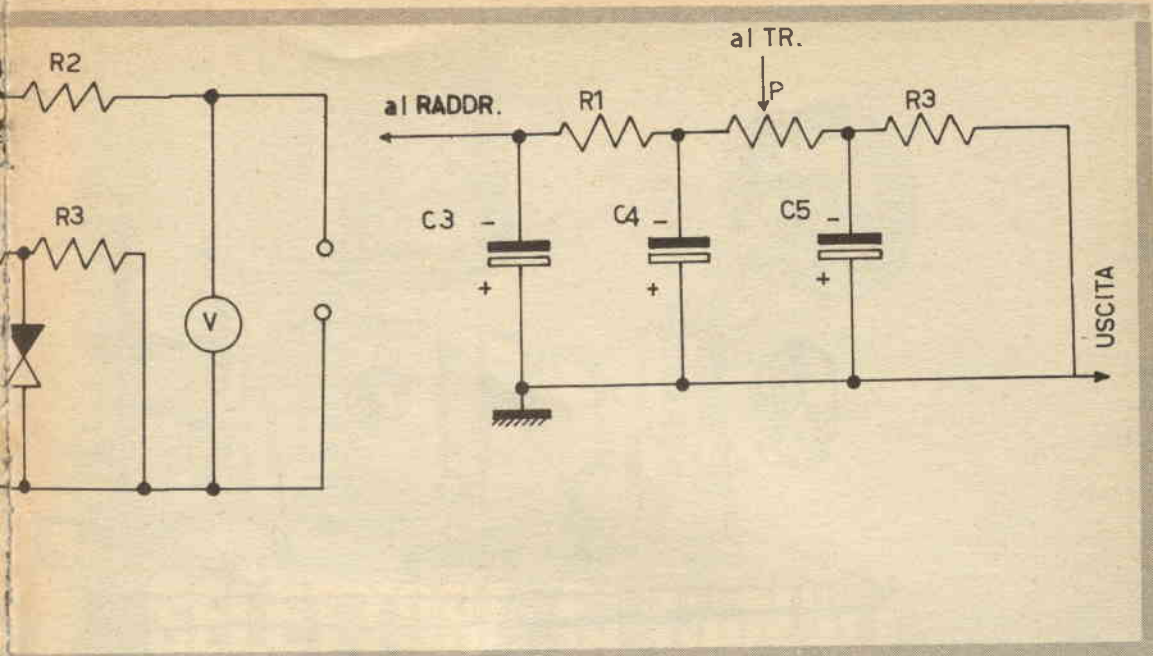 R2
R3
V
al TR.
P
al RADDR.
R1
R3
C3 -
+
C4 -
+
C5 -
+
USCITA